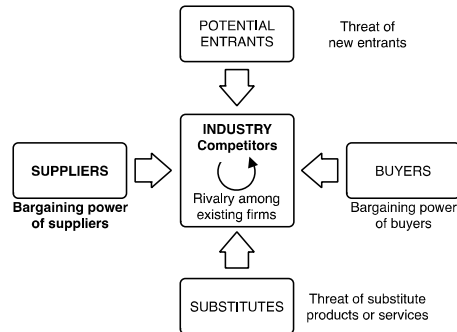 POTENTIAL
ENTRANTS
Threat of
new entrants
INDUSTRY
Competitors
Rivalry among
existing firms
SUPPLIERS
Bargaining power
of suppliers
BUYERS
Bargaining power
of buyers
SUBSTITUTES
Threat of substitute
products or services